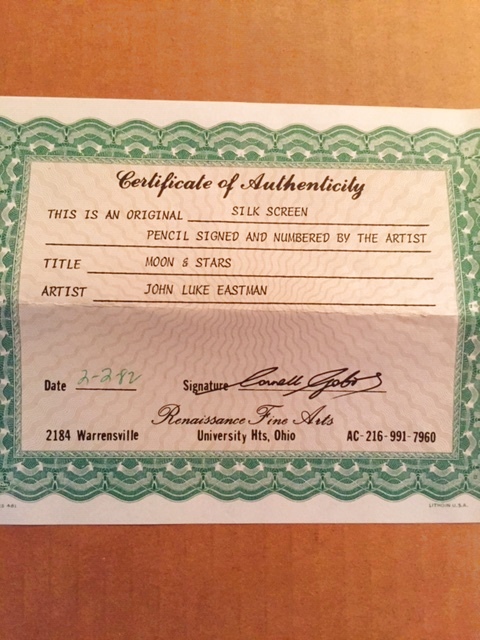 Certificate of Authenticity
THIS IS AN ORIGINAL SILK SCREEN
PENCIL SIGNED AND NUMBERED BY THE ARTIST
TITLE MOON & STARS
ARTIST JOHN LUKE EASTMAN
Date 2-2-82 Signature
Renaissance Fine Arts
2184 Warrensville University Hts, Ohio AC-216-991-7960
LITHO IN U.S.A.